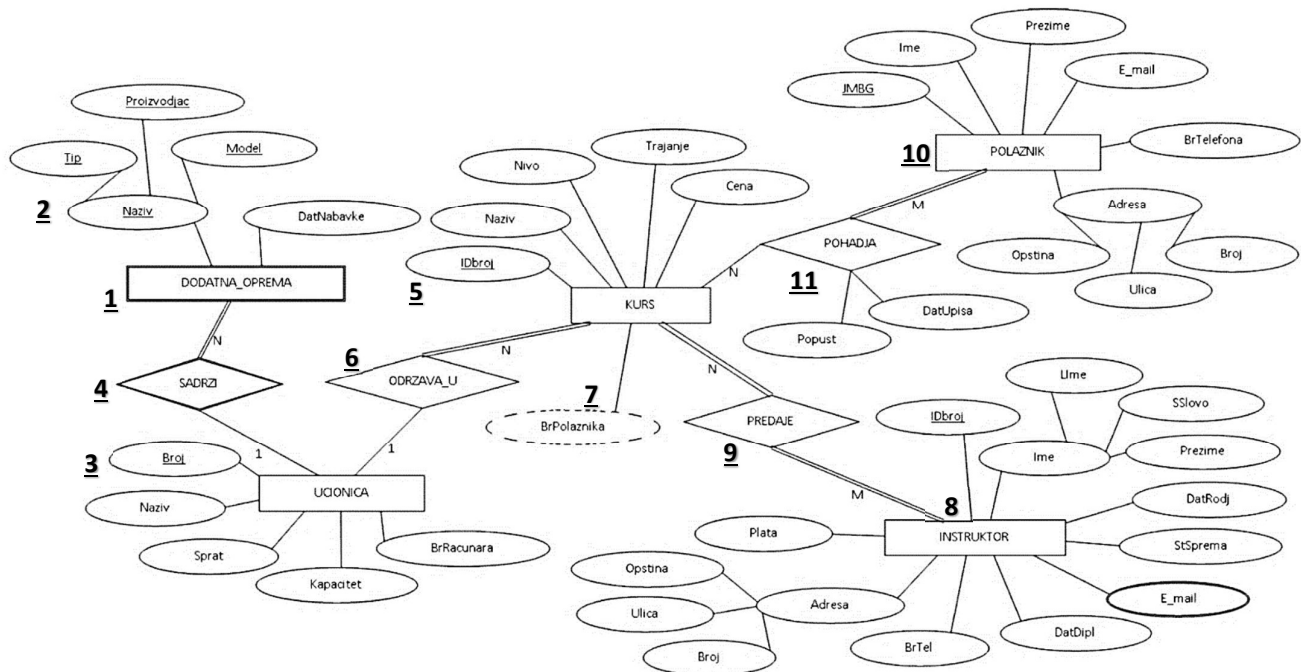 Prezime
Ime
E_mail
JMBG
BrTelefona
10
POLAZNIK
M
Adresa
Opstina
Broj
Ulica
Proizvodjac
Tip
Model
2
Naziv
DatNabavke
1
DODATNA_OPREMA
N
4
SADRZI
1
Trajanje
Nivo
Cena
Naziv
IDbroj
5
KURS
N
POHADJA
11
DatUpisa
Popust
6
N
ODRZAVA_U
1
7
BrPolaznika
N
PREDAJE
9
M
3
Broj
UCIONICA
Naziv
Sprat
BrRacunara
Kapacitet
LIme
SSlovo
IDbroj
Ime
Prezime
8
DatRodj
Plata
INSTRUKTOR
StSprema
Opstina
E_mail
Ulica
Adresa
Broj
BrTel
DatDipl